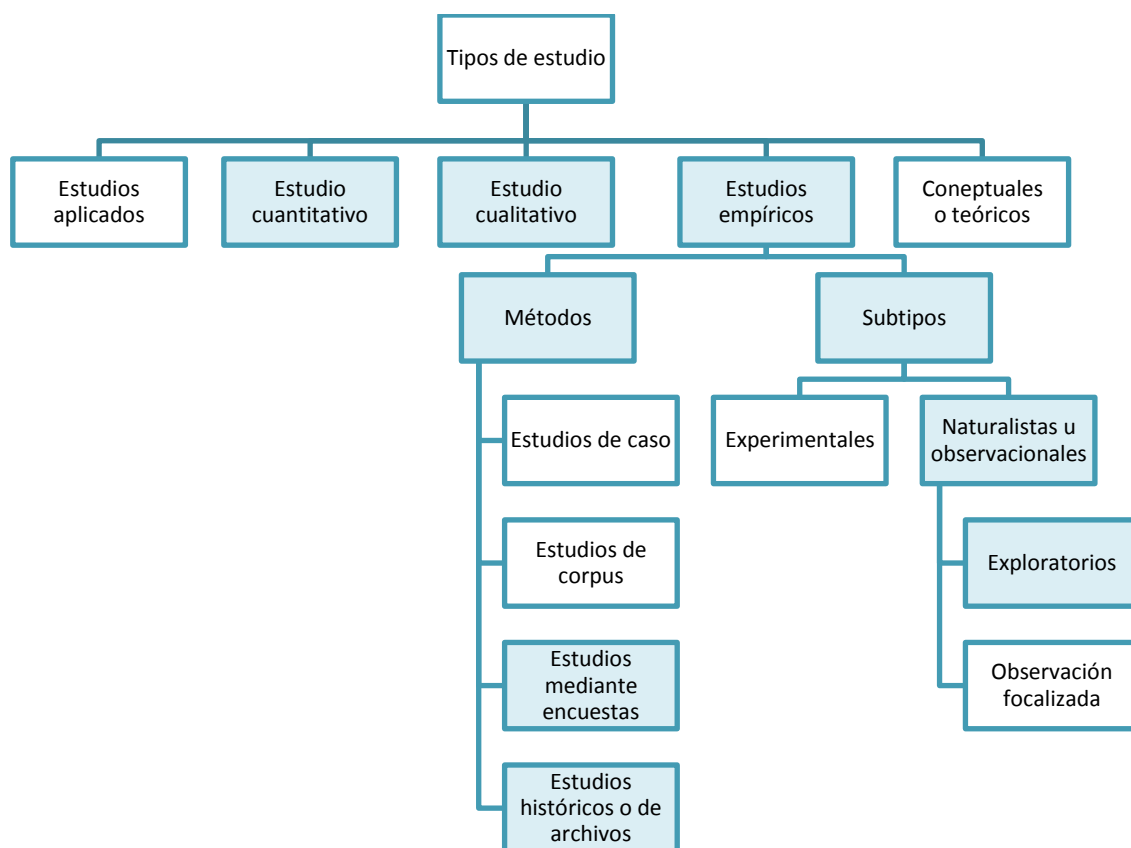 Tipos de estudio
Estudios
aplicados
Estudio
cuantitativo
Estudio
cualitativo
Estudios
empíricos
Coneptuales
o teóricos
Métodos
Subtipos
Estudios de caso
Experimentales
Naturalistas u
observacionales
Estudios de
corpus
Exploratorios
Estudios
mediante
encuestas
Observación
focalizada
Estudios
históricos o de
archivos